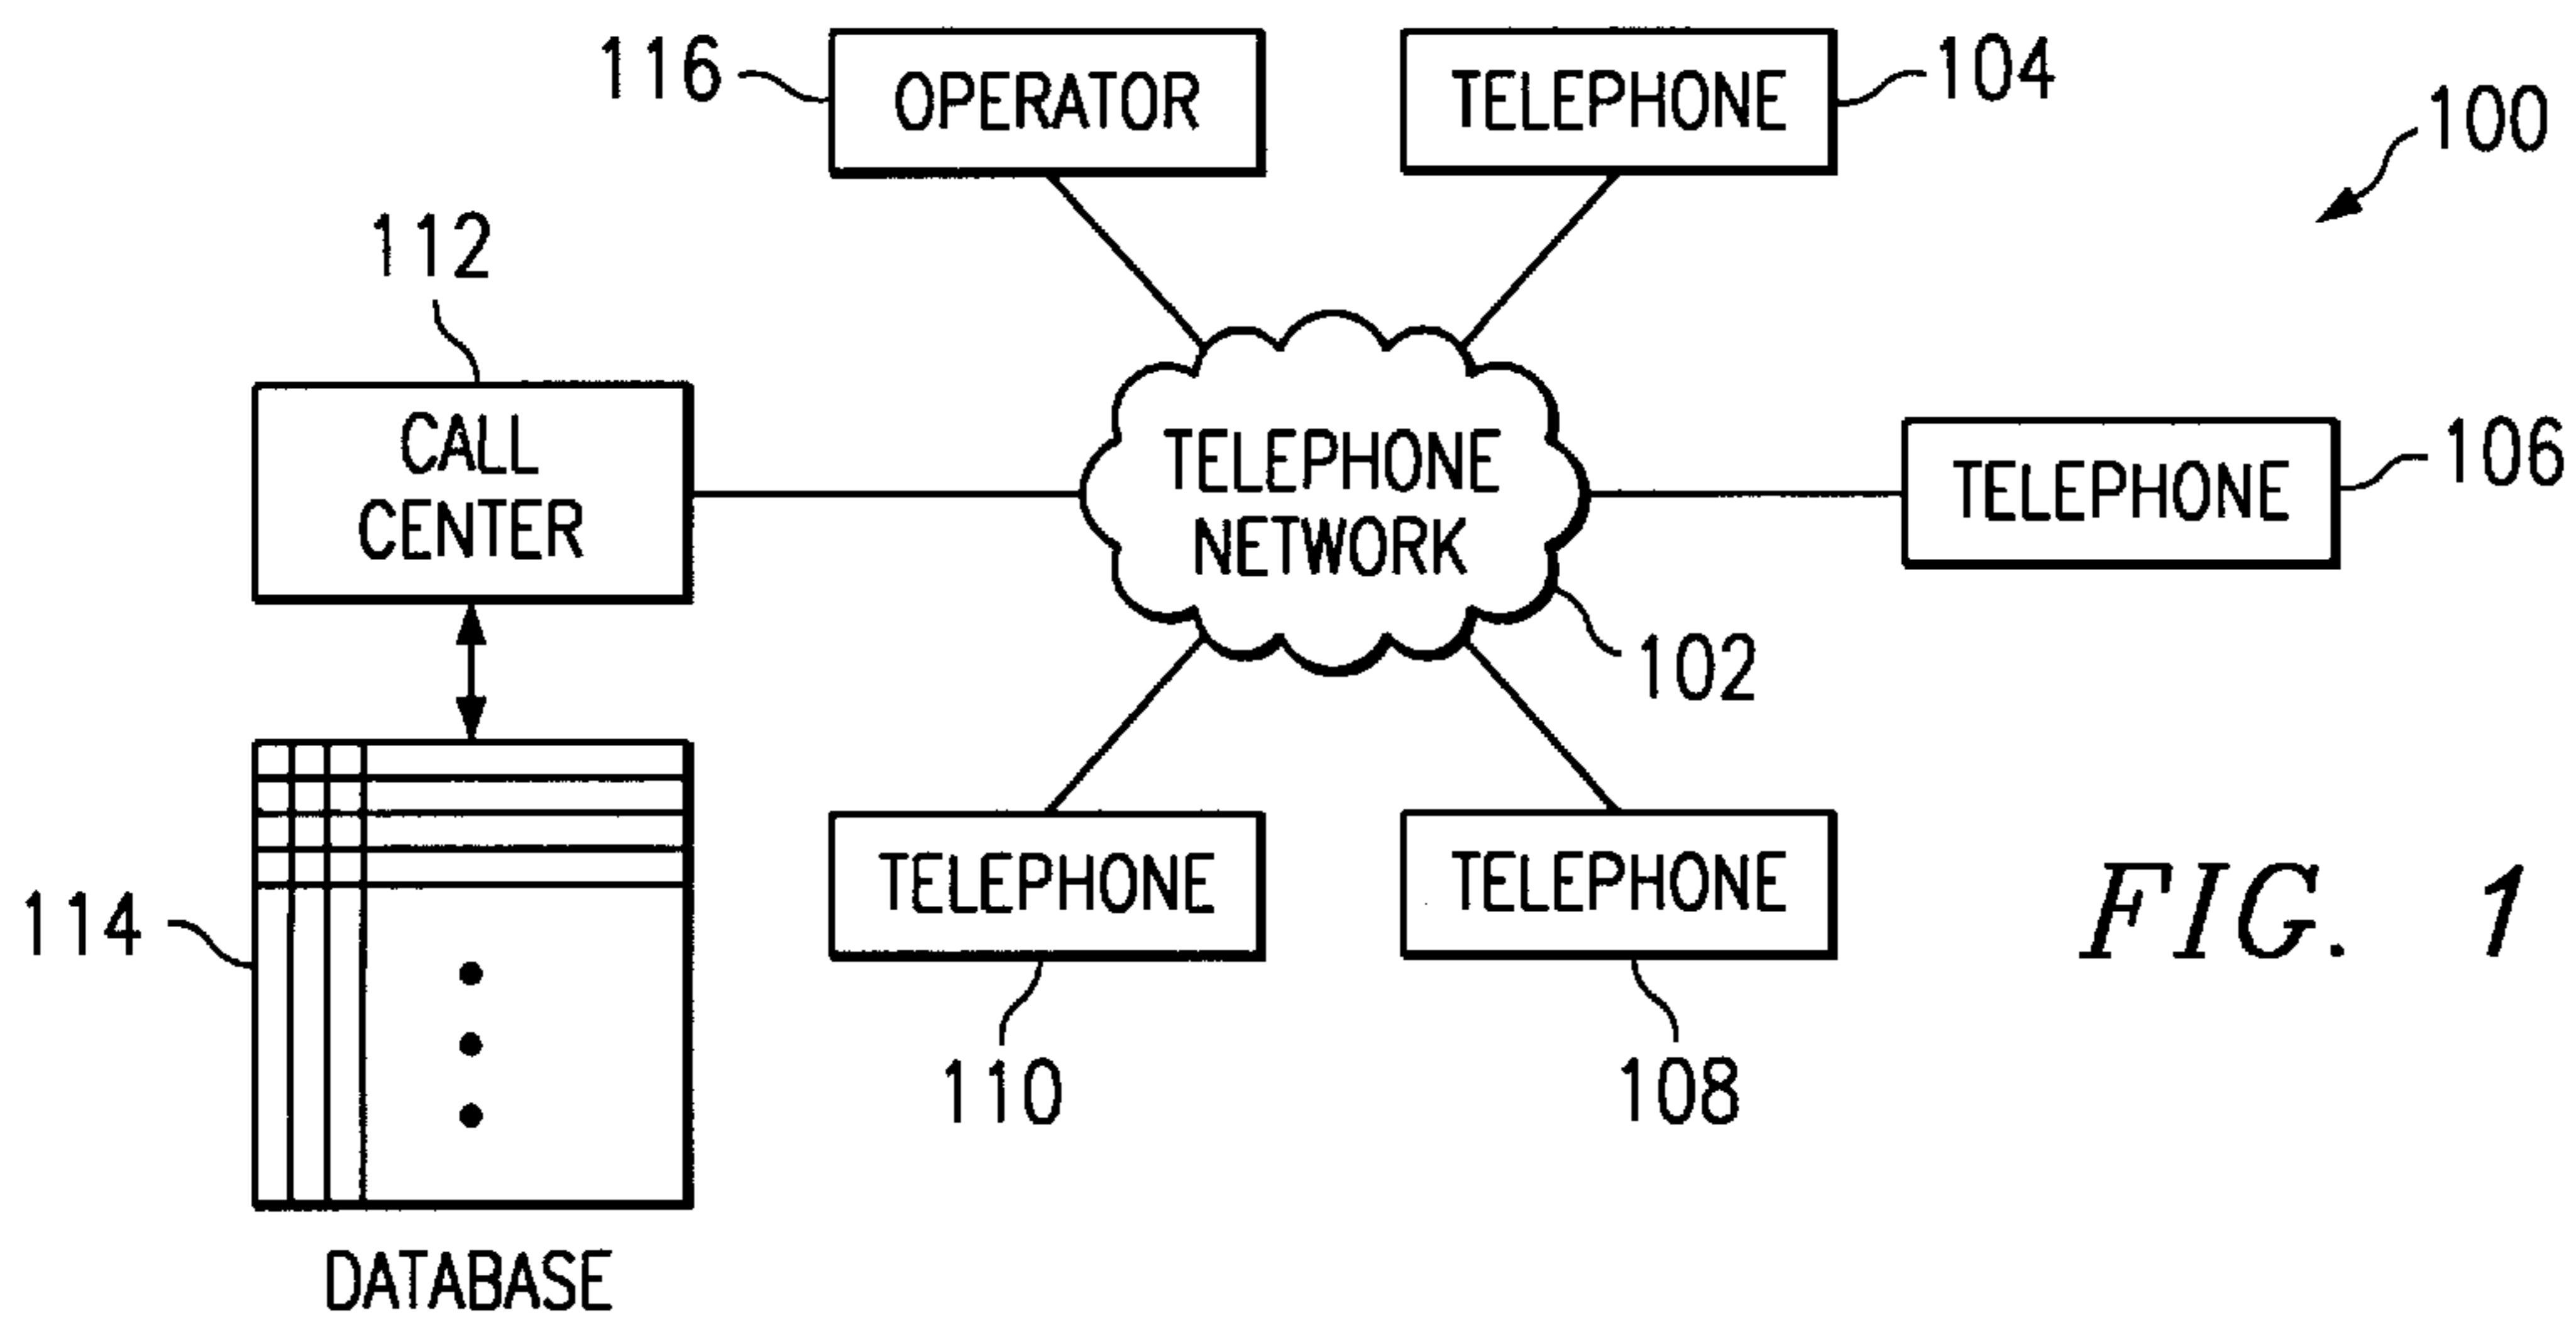 116
OPERATOR
TELEPHONE
104
100
112
CALL
CENTER
TELEPHONE
NETWORK
TELEPHONE
106
102
114
TELEPHONE
TELEPHONE
110
108
DATABASE
FIG. 1